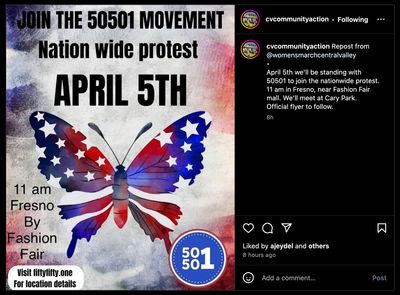 JOIN THE 50501 MOVEMENT
Nation wide protest
APRIL 5TH
11 am
Fresno
By
Fashion
Fair
50
50 1
Visit fiftyfifty.one
For location details
cvcommunityaction • Following
cvcommunityaction Repost from
@womensmarchcentralvalley
•
April 5th we'll be standing with
50501 to join the nationwide protest.
11 am in Fresno, near Fashion Fair
mall. We'll meet at Cary Park.
Official flyer to follow.
8h
Liked by ajeydel and others
8 hours ago
Add a comment...
Post